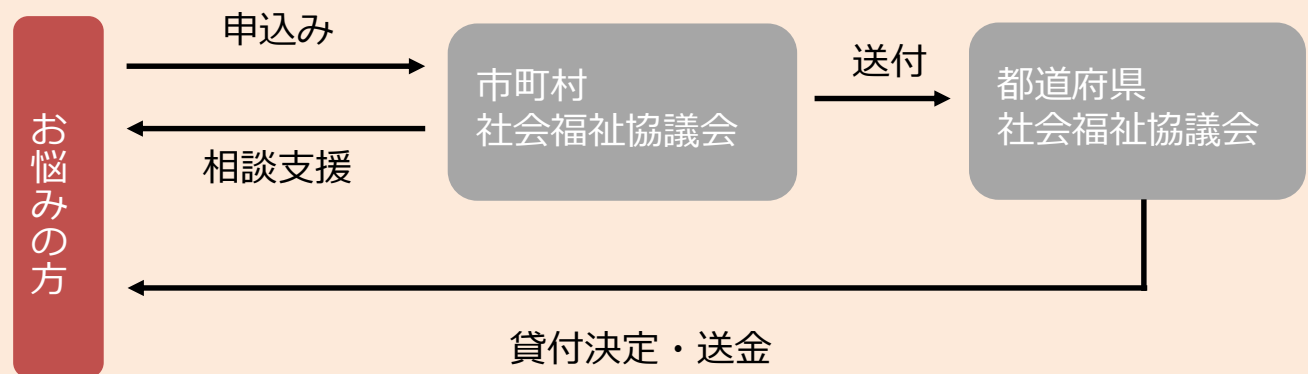 お悩みの方
申込み
相談支援
市町村
社会福祉協議会
送付
都道府県
社会福祉協議会
貸付決定・送金